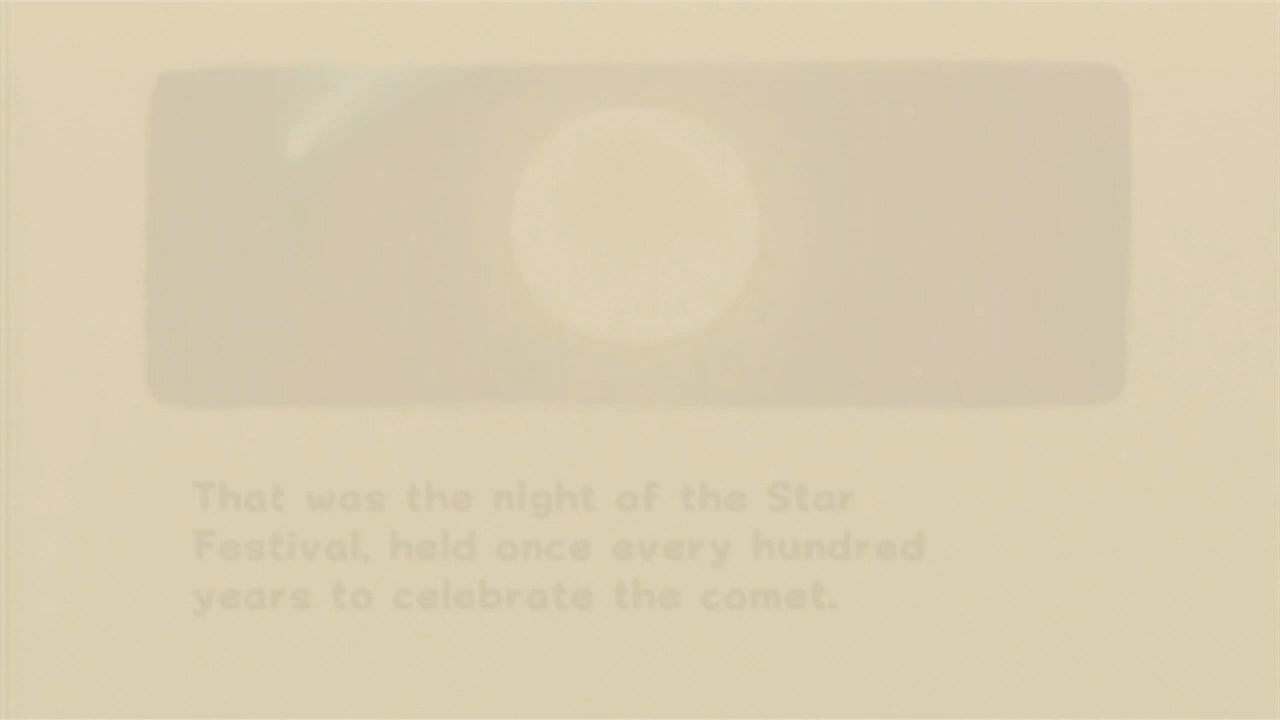 That was the night of the Star
Festival, held once every hundred
years to celebrate the comet.